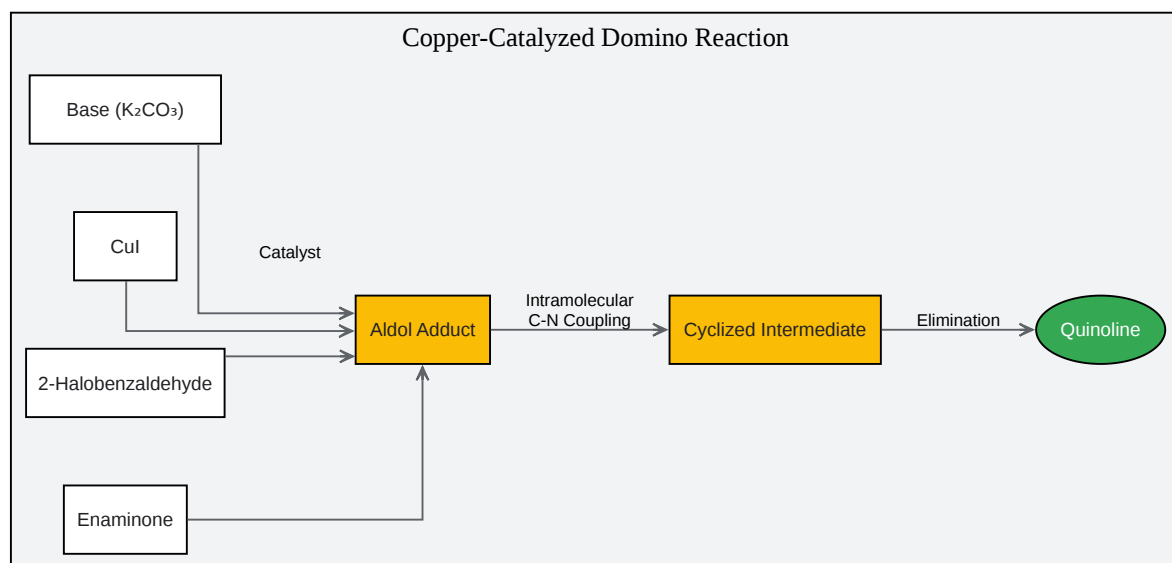 Copper-Catalyzed Domino Reaction
Base (K₂CO₃)
CuI
Catalyst
2-Halobenzaldehyde
Enaminone
Aldol Adduct
Intramolecular
C-N Coupling
Cyclized Intermediate
Elimination
Quinoline